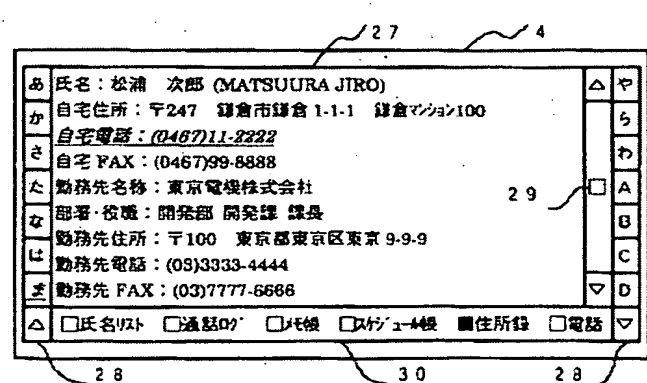 27 4
あ 氏名：松浦 次郎 (MATSUURA JIRO) △ や
か 自宅住所：〒247 鎌倉市鎌倉 1-1-1 鎌倉マンション100 ら
自宅電話：(0467)11-2222
さ 自宅 FAX：(0467)99-8888 わ
た 勤務先名称：東京電機株式会社 29 A
な 部署・役職：開発部 開発課 課長 B
は 勤務先住所：〒100 東京都東京区東京 9-9-9 C
勤務先電話：(03)3333-4444
ま 勤務先 FAX：(03)7777-6666 ▽ D
△ □氏名リスト □通話ログ □メモ帳 □スケジュール帳 ■住所録 □電話 ▽
28 30 28